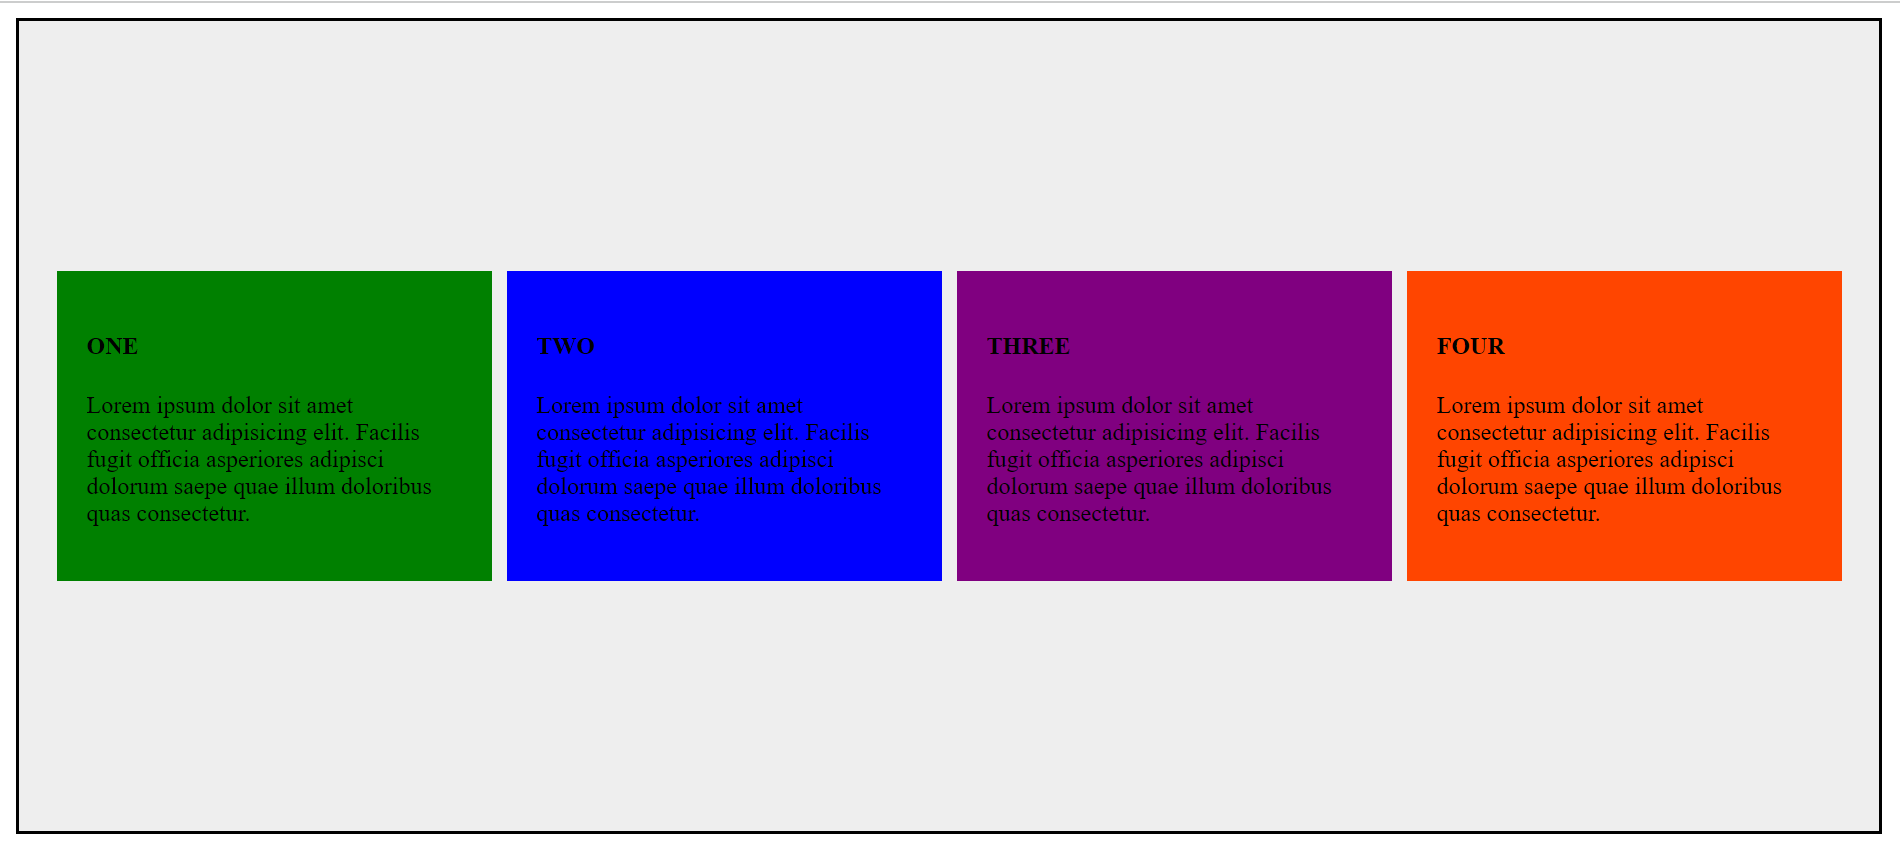 ONE
Lorem ipsum dolor sit amet
consectetur adipisicing elit. Facilis
fugit officia asperiores adipisci
dolorum saepe quae illum doloribus
quas consectetur.
TWO
Lorem ipsum dolor sit amet
consectetur adipisicing elit. Facilis
fugit officia asperiores adipisci
dolorum saepe quae illum doloribus
quas consectetur.
THREE
Lorem ipsum dolor sit amet
consectetur adipisicing elit. Facilis
fugit officia asperiores adipisci
dolorum saepe quae illum doloribus
quas consectetur.
FOUR
Lorem ipsum dolor sit amet
consectetur adipisicing elit. Facilis
fugit officia asperiores adipisci
dolorum saepe quae illum doloribus
quas consectetur.